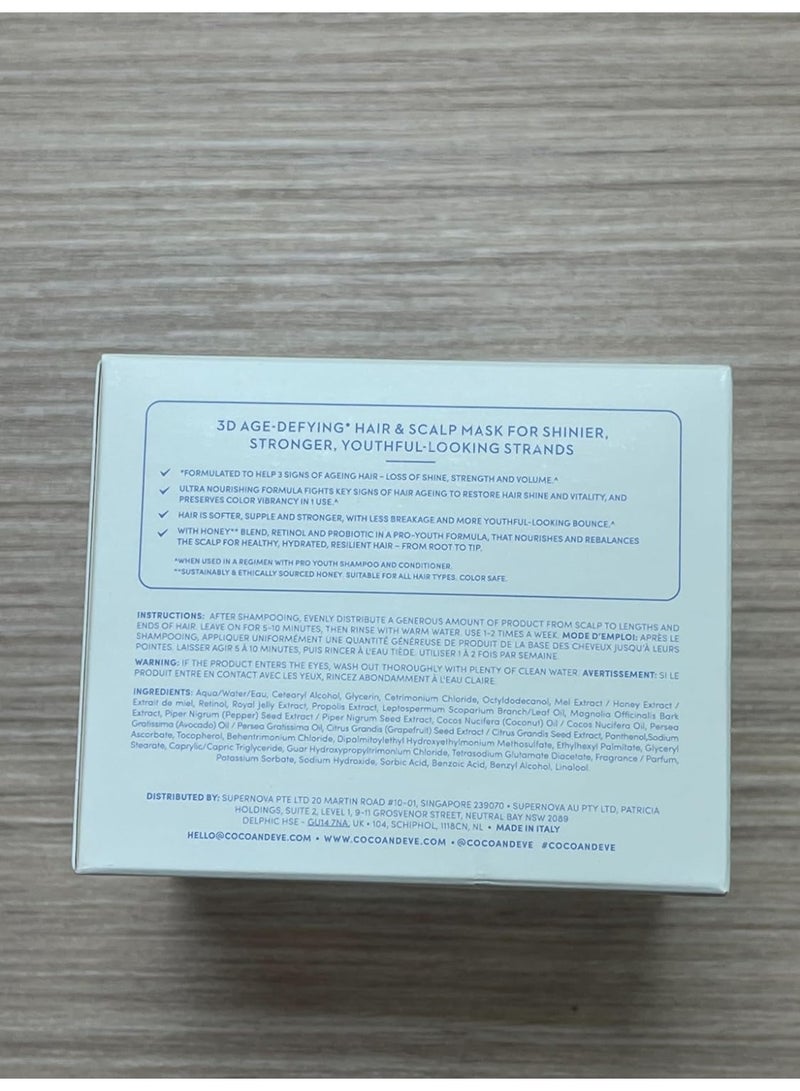 3D AGE-DEFYING* HAIR & SCALP MASK FOR SHINIER,
STRONGER, YOUTHFUL-LOOKING STRANDS
*FORMULATED TO HELP 3 SIGNS OF AGEING HAIR – LOSS OF SHINE, STRENGTH AND VOLUME.^
ULTRA NOURISHING FORMULA FIGHTS KEY SIGNS OF HAIR AGEING TO RESTORE HAIR SHINE AND VITALITY, AND
PRESERVES COLOR VIBRANCY IN 1 USE.^
HAIR IS SOFTER, SUPPLE AND STRONGER, WITH LESS BREAKAGE AND MORE YOUTHFUL-LOOKING BOUNCE.^
WITH HONEY** BLEND, RETINOL AND PROBIOTIC IN A PRO-YOUTH FORMULA, THAT NOURISHES AND REBALANCES
THE SCALP FOR HEALTHY, HYDRATED, RESILIENT HAIR – FROM ROOT TO TIP.
^WHEN USED IN A REGIMEN WITH PRO YOUTH SHAMPOO AND CONDITIONER.
**SUSTAINABLY & ETHICALLY SOURCED HONEY. SUITABLE FOR ALL HAIR TYPES. COLOR SAFE.
INSTRUCTIONS: AFTER SHAMPOOING, EVENLY DISTRIBUTE A GENEROUS AMOUNT OF PRODUCT FROM SCALP TO LENGTHS AND
ENDS OF HAIR. LEAVE ON FOR 5-10 MINUTES, THEN RINSE WITH WARM WATER. USE 1-2 TIMES A WEEK. MODE D'EMPLOI: APRÈS LE
SHAMPOOING, APPLIQUER UNIFORMÉMENT UNE QUANTITÉ GÉNÉREUSE DE PRODUIT DE LA BASE DES CHEVEUX JUSQU'À LEURS
POINTES. LAISSER AGIR 5 À 10 MINUTES, PUIS RINCER À L'EAU TIÈDE. UTILISER 1 À 2 FOIS PAR SEMAINE.
WARNING: IF THE PRODUCT ENTERS THE EYES, WASH OUT THOROUGHLY WITH PLENTY OF CLEAN WATER. AVERTISSEMENT: SI LE
PRODUIT ENTRE EN CONTACT AVEC LES YEUX, RINCEZ ABONDAMMENT À L'EAU CLAIRE.
INGREDIENTS: Aqua/Water/Eau, Cetearyl Alcohol, Glycerin, Cetrimonium Chloride, Octyldodecanol, Mel Extract / Honey Extract /
Extrait de miel, Retinol, Royal Jelly Extract, Propolis Extract, Leptospermum Scoparium Branch/Leaf Oil, Magnolia Officinalis Bark
Extract, Piper Nigrum (Pepper) Seed Extract / Piper Nigrum Seed Extract, Cocos Nucifera (Coconut) Oil / Cocos Nucifera Oil, Persea
Gratissima (Avocado) Oil / Persea Gratissima Oil, Citrus Grandis (Grapefruit) Seed Extract / Citrus Grandis Seed Extract, Panthenol,Sodium
Ascorbate, Tocopherol, Behentrimonium Chloride, Dipalmitoylethyl Hydroxyethylmonium Methosulfate, Ethylhexyl Palmitate, Glyceryl
Stearate, Caprylic/Capric Triglyceride, Guar Hydroxypropyltrimonium Chloride, Tetrasodium Glutamate Diacetate, Fragrance / Parfum,
Potassium Sorbate, Sodium Hydroxide, Sorbic Acid, Benzoic Acid, Benzyl Alcohol, Linalool.
DISTRIBUTED BY: SUPERNOVA PTE LTD 20 MARTIN ROAD #10-01, SINGAPORE 239070 • SUPERNOVA AU PTY LTD, PATRICIA
HOLDINGS, SUITE 2, LEVEL 1, 9-11 GROSVENOR STREET, NEUTRAL BAY NSW 2089
DELPHIC HSE - GU14 7NA, UK • 104, SCHIPHOL, 1118CN, NL • MADE IN ITALY
HELLO@COCOANDEVE.COM • WWW.COCOANDEVE.COM • @COCOANDEVE #COCOANDEVE